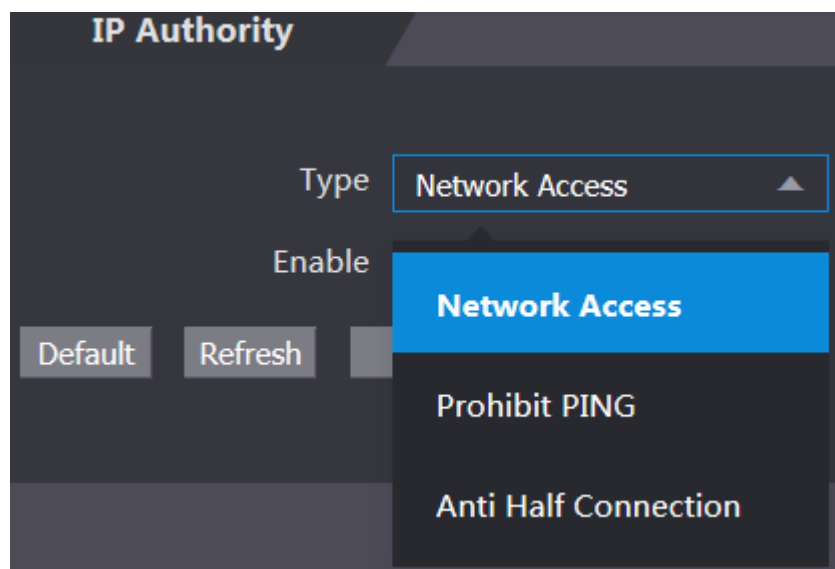 IP Authority
Type Network Access
Enable
Network Access
Default Refresh
Prohibit PING
Anti Half Connection